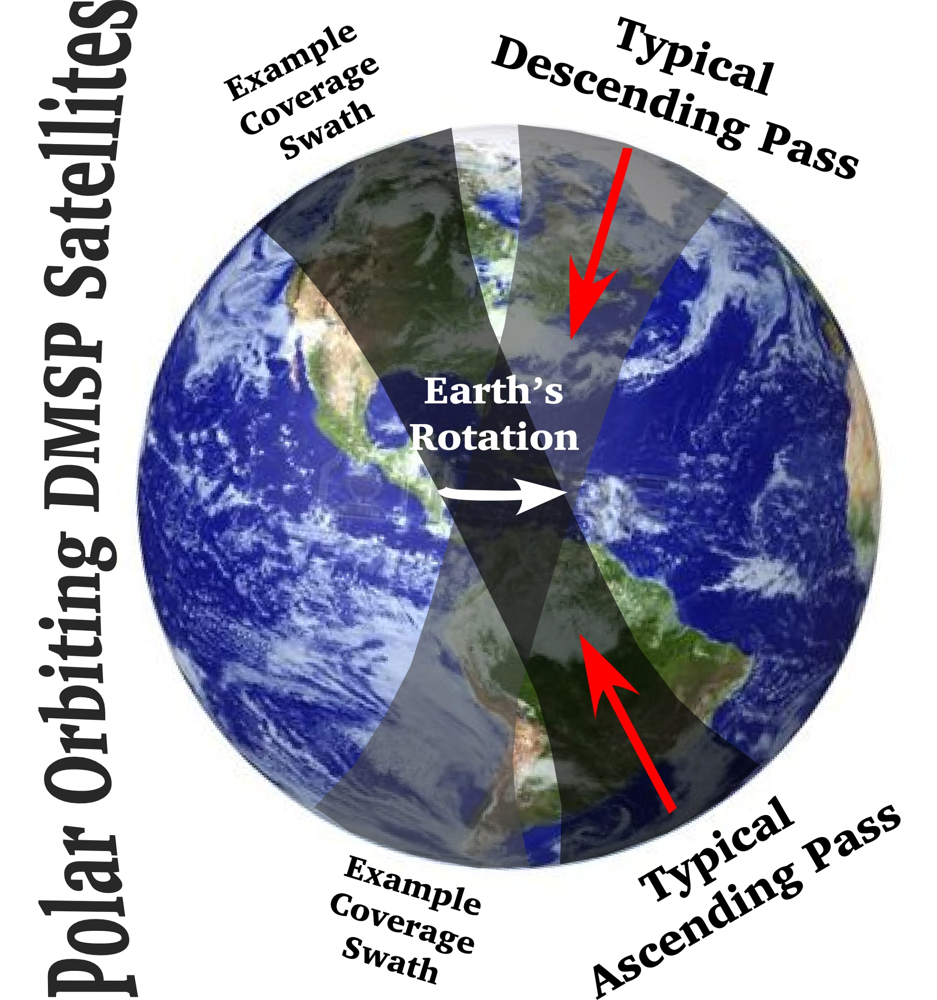 Polar Orbiting DMSP Satellites
Example
Coverage
Swath
Typical
Descending Pass
Earth's
Rotation
Example
Coverage
Swath
Typical
Ascending Pass